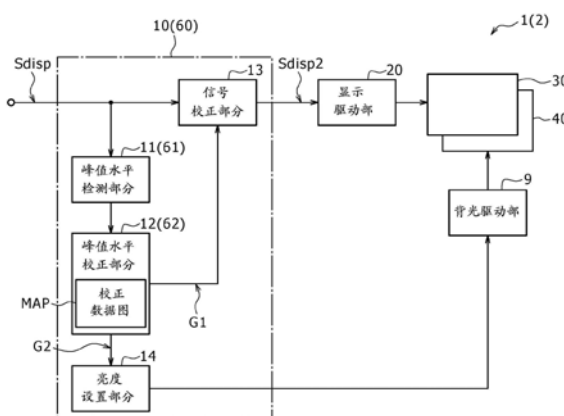 10(60)
1(2)
Sdisp
13
Sdisp2
20
信号
校正部分
显示
驱动部
30
40
11(61)
峰值水平
检测部分
9
背光驱动部
12(62)
峰值水平
校正部分
MAP
校正
数据图
G1
G2
14
亮度
设置部分